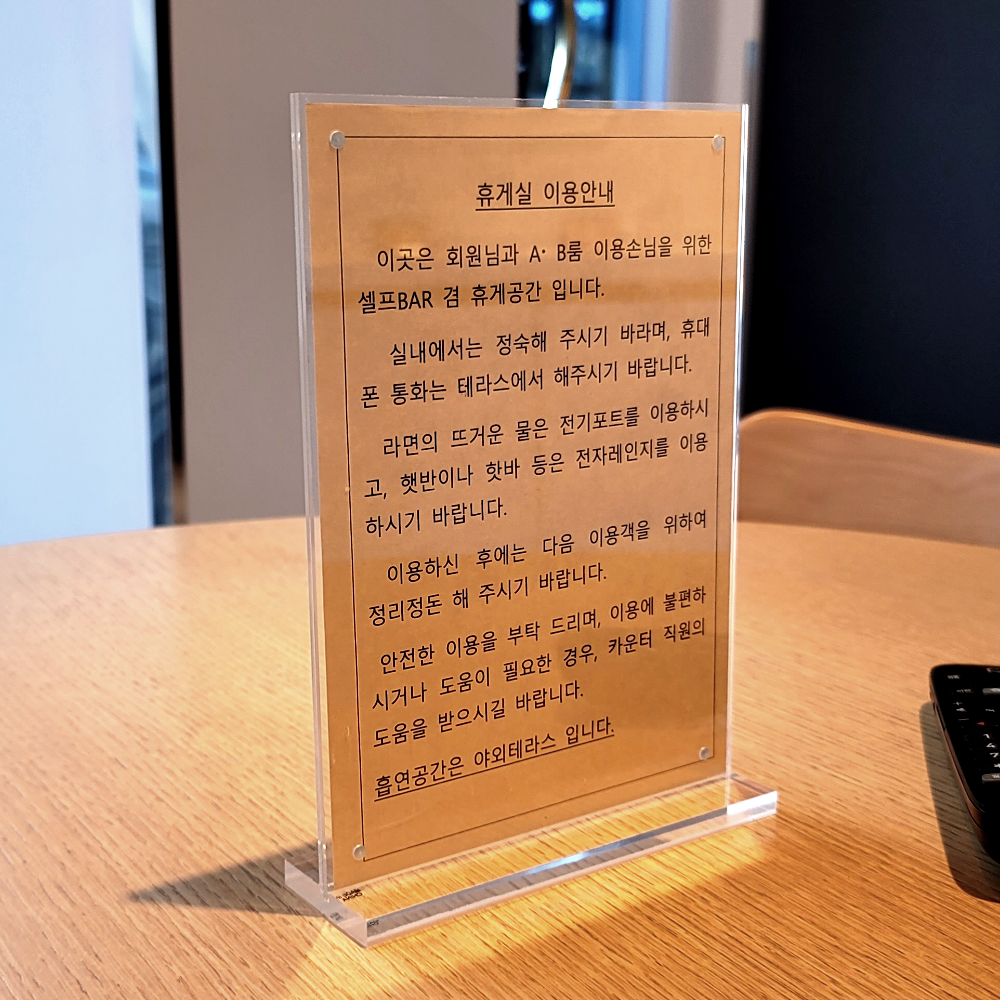 휴게실 이용안내
이곳은 회원님과 A· B룸 이용손님을 위한
셀프BAR 겸 휴게공간 입니다.
실내에서는 정숙해 주시기 바라며, 휴대
폰 통화는 테라스에서 해주시기 바랍니다.
라면의 뜨거운 물은 전기포트를 이용하시
고, 햇반이나 핫바 등은 전자레인지를 이용
하시기 바랍니다.
이용하신 후에는 다음 이용객을 위하여
정리정돈 해 주시기 바랍니다.
안전한 이용을 부탁 드리며, 이용에 불편하
시거나 도움이 필요한 경우, 카운터 직원의
도움을 받으시길 바랍니다.
흡연공간은 야외테라스 입니다.